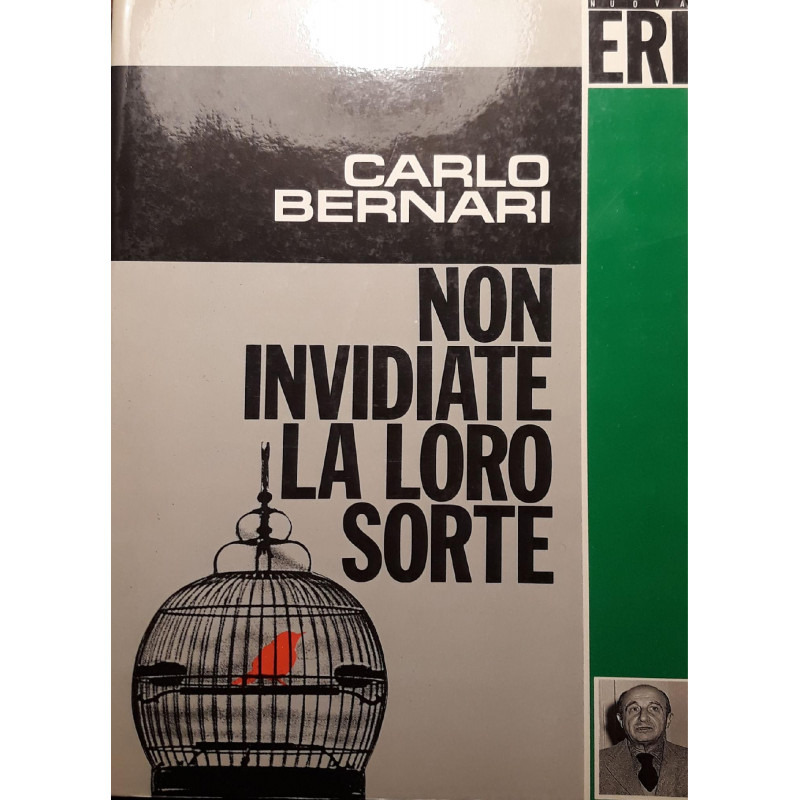 NUOVA
ERI
CARLO
BERNARI
NON
INVIDIATE
LA LORO
SORTE